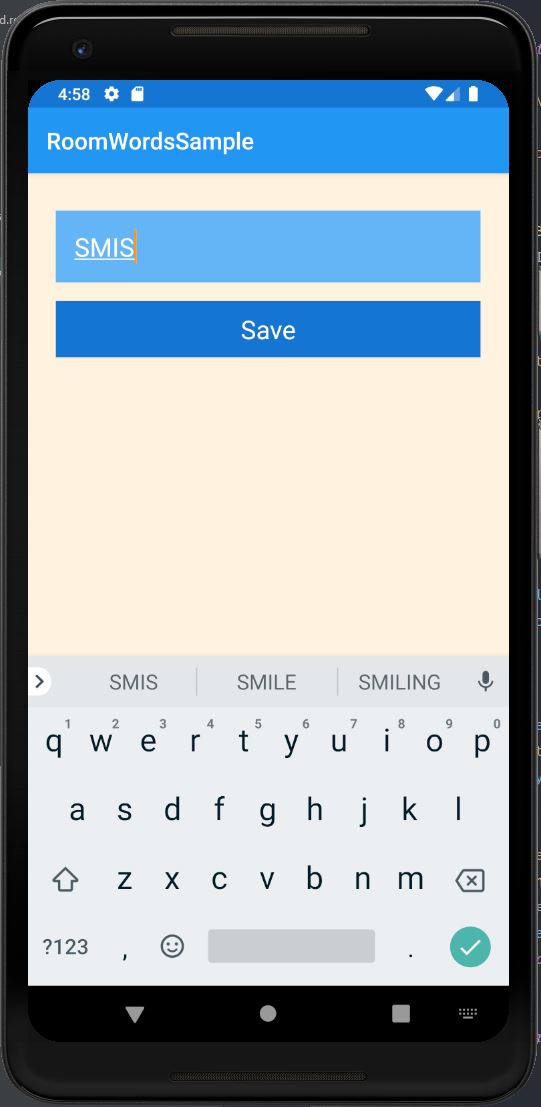 4:58
RoomWordsSample
SMIS
Save
SMIS SMILE SMILING
1 2 3 4 5 6 7 8 9 0
q w e r t y u i o p
a s d f g h j k l
z x c v b n m
?123 , .